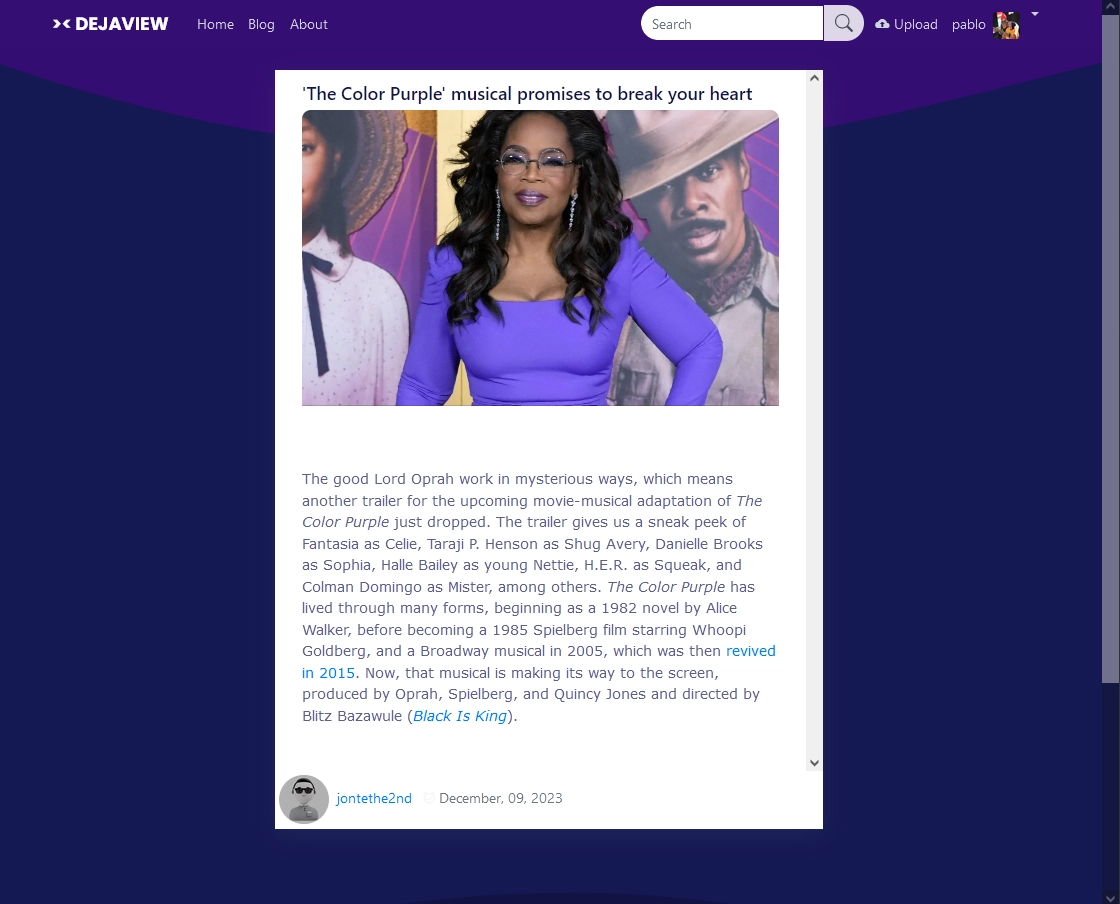 >< DEJAVIEW
Home Blog About
Search
Upload pablo
'The Color Purple' musical promises to break your heart
The good Lord Oprah work in mysterious ways, which means
another trailer for the upcoming movie-musical adaptation of The
Color Purple just dropped. The trailer gives us a sneak peek of
Fantasia as Celie, Taraji P. Henson as Shug Avery, Danielle Brooks
as Sophia, Halle Bailey as young Nettie, H.E.R. as Squeak, and
Colman Domingo as Mister, among others. The Color Purple has
lived through many forms, beginning as a 1982 novel by Alice
Walker, before becoming a 1985 Spielberg film starring Whoopi
Goldberg, and a Broadway musical in 2005, which was then revived
in 2015. Now, that musical is making its way to the screen,
produced by Oprah, Spielberg, and Quincy Jones and directed by
Blitz Bazawule (Black Is King).
jontethe2nd December, 09, 2023